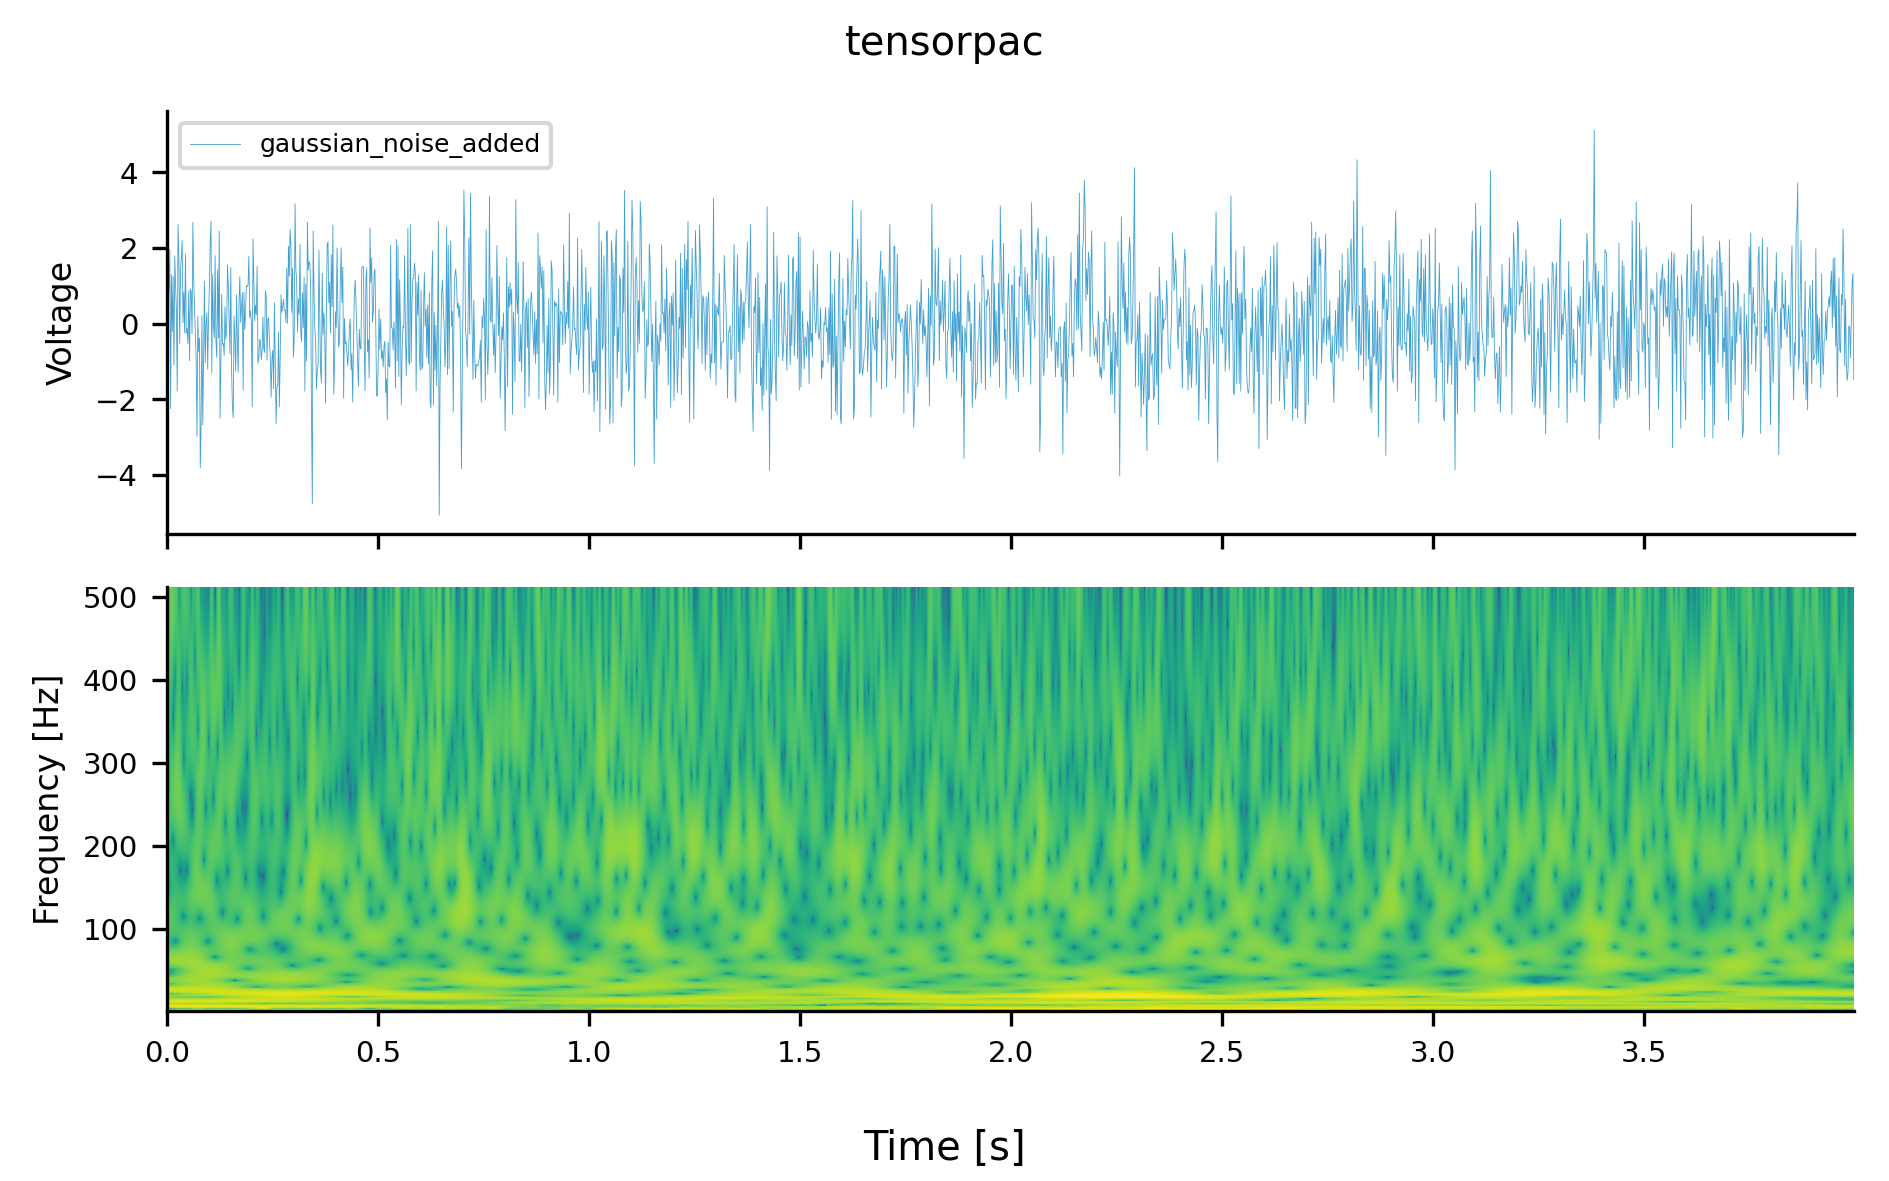 tensorpac
gaussian_noise_added
4
2
0
−2
−4
Voltage
500
400
300
200
100
Frequency [Hz]
0.0 0.5 1.0 1.5 2.0 2.5 3.0 3.5
Time [s]